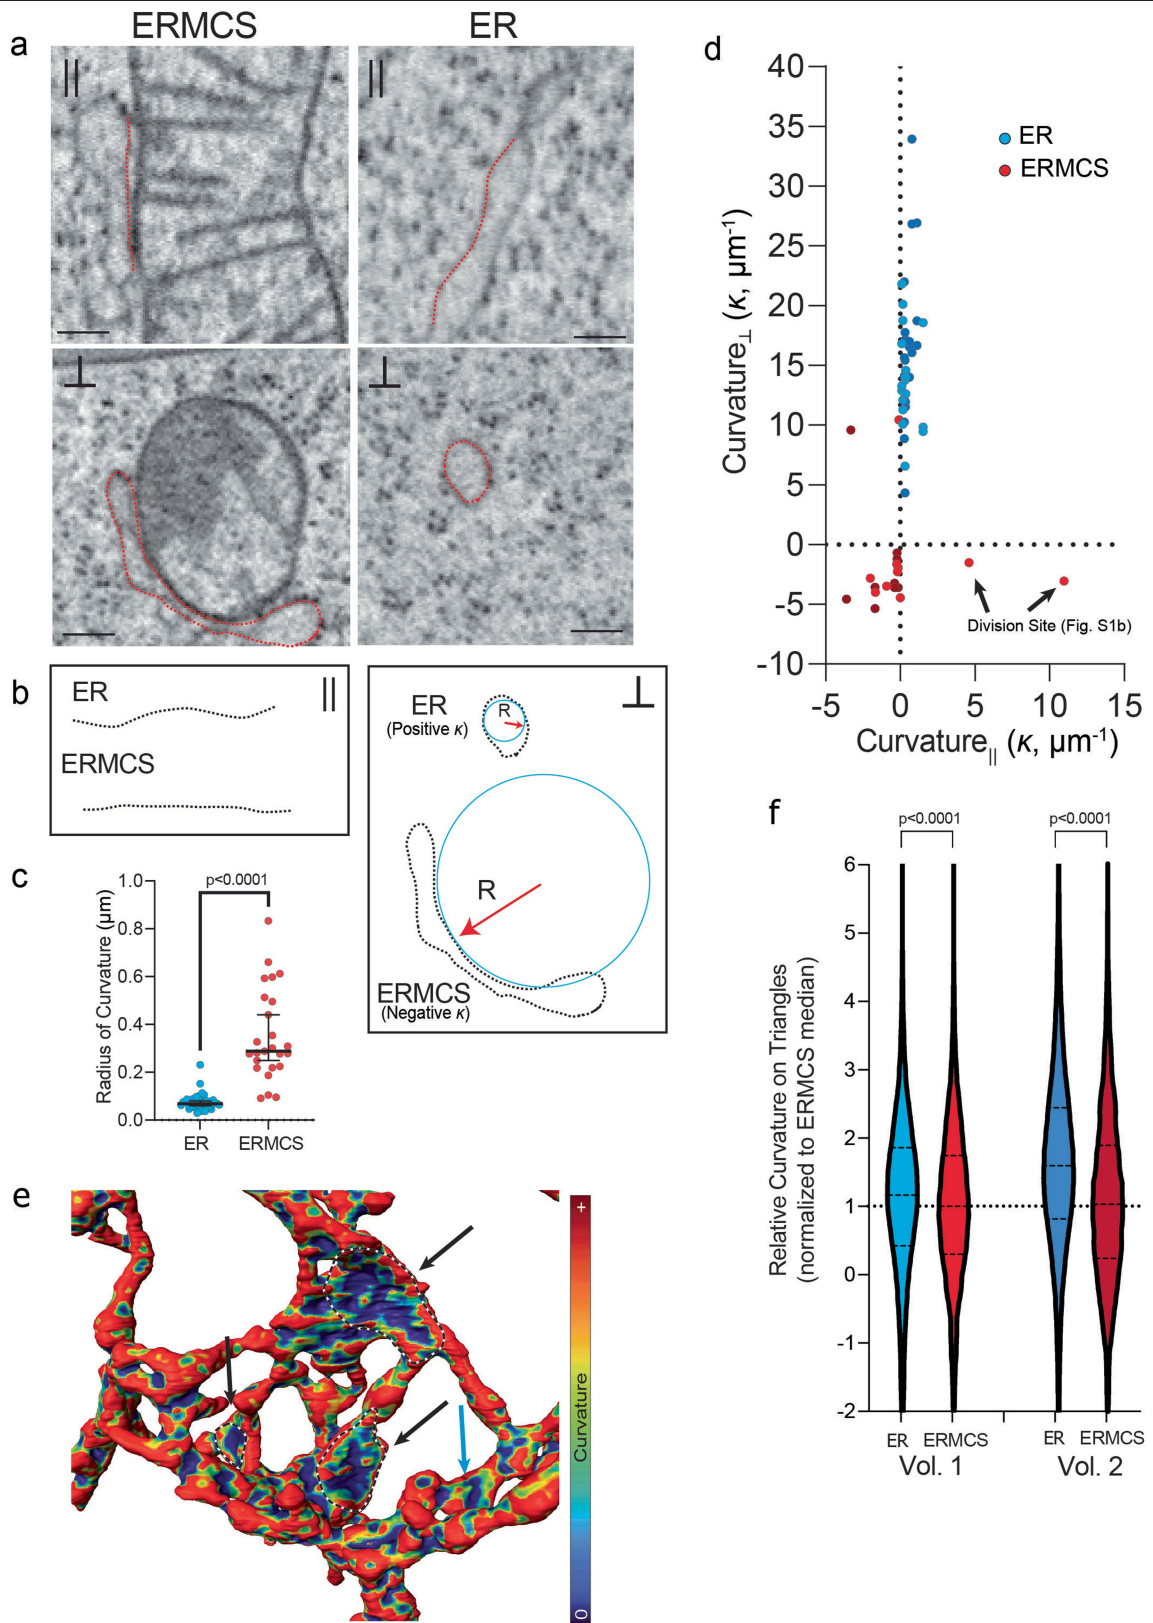 a
ERMCS
ER
||
||
⊥
⊥
b
ER
||
ERMCS
ER
(Positive κ)
R
⊥
R
ERMCS
(Negative κ)
c
p<0.0001
Radius of Curvature (µm)
1.0
0.8
0.6
0.4
0.2
0.0
ER
ERMCS
d
40
35
30
25
20
15
10
5
0
-5
-10
Curvature⊥ (κ, µm⁻¹)
ER
ERMCS
Division Site (Fig. S1b)
-5
0
5
10
15
Curvature|| (κ, µm⁻¹)
e
+
Curvature
0
f
p<0.0001
p<0.0001
Relative Curvature on Triangles
(normalized to ERMCS median)
6
5
4
3
2
1
0
-1
-2
ER
ERMCS
ER
ERMCS
Vol. 1
Vol. 2